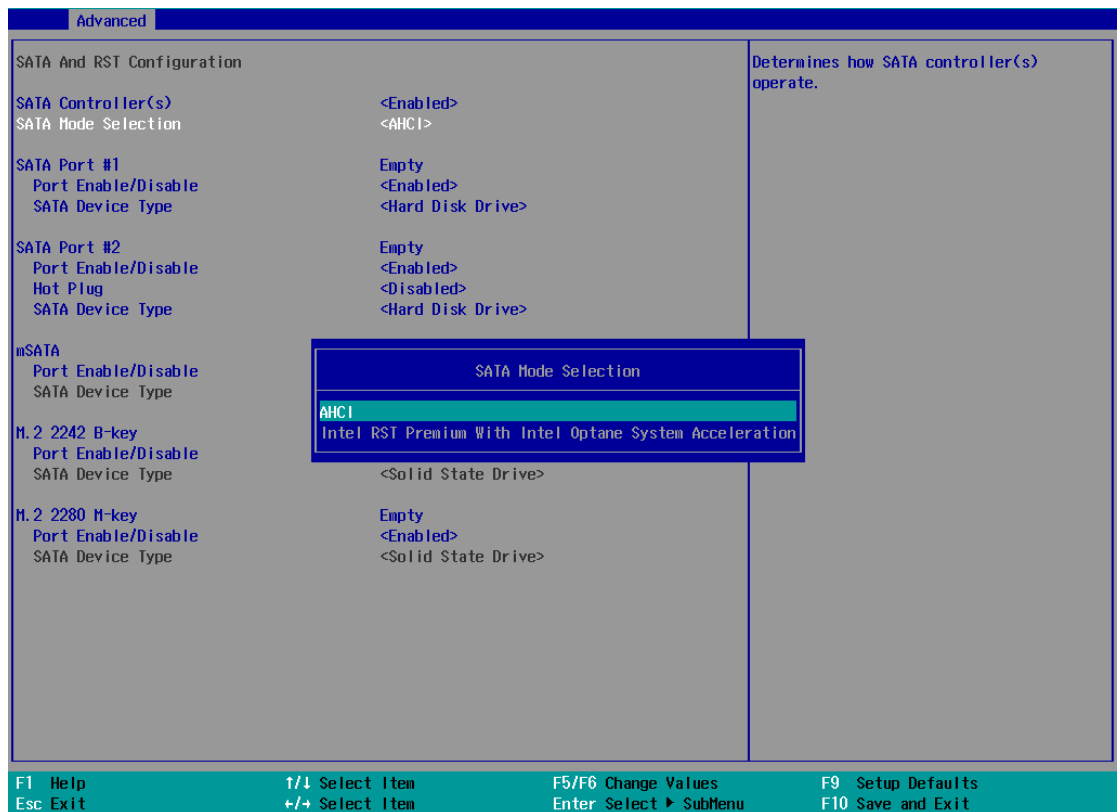 Advanced
SATA And RST Configuration
Determines how SATA controller(s)
operate.
SATA Controller(s) <Enabled>
SATA Mode Selection <AHCI>
SATA Port #1 Empty
Port Enable/Disable <Enabled>
SATA Device Type <Hard Disk Drive>
SATA Port #2 Empty
Port Enable/Disable <Enabled>
Hot Plug <Disabled>
SATA Device Type <Hard Disk Drive>
mSATA
Port Enable/Disable
SATA Device Type
SATA Mode Selection
AHCI
Intel RST Premium With Intel Optane System Acceleration
M.2 2242 B-key
Port Enable/Disable
SATA Device Type <Solid State Drive>
M.2 2280 M-key Empty
Port Enable/Disable <Enabled>
SATA Device Type <Solid State Drive>
F1 Help ↑/↓ Select Item F5/F6 Change Values F9 Setup Defaults
Esc Exit ←/→ Select Item Enter Select ▶ SubMenu F10 Save and Exit